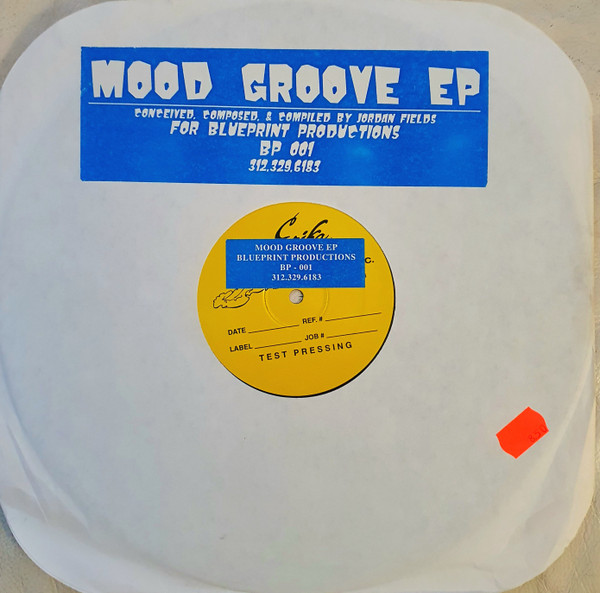 MOOD GROOVE EP
CONCEIVED, COMPOSED, & COMPILED BY JORDAN FIELDS
FOR BLUEPRINT PRODUCTIONS
BP 001
312.329.6183
Erika
MOOD GROOVE EP
BLUEPRINT PRODUCTIONS
BP - 001
312.329.6183
C.
DATE
REF. #
LABEL
JOB #
TEST PRESSING